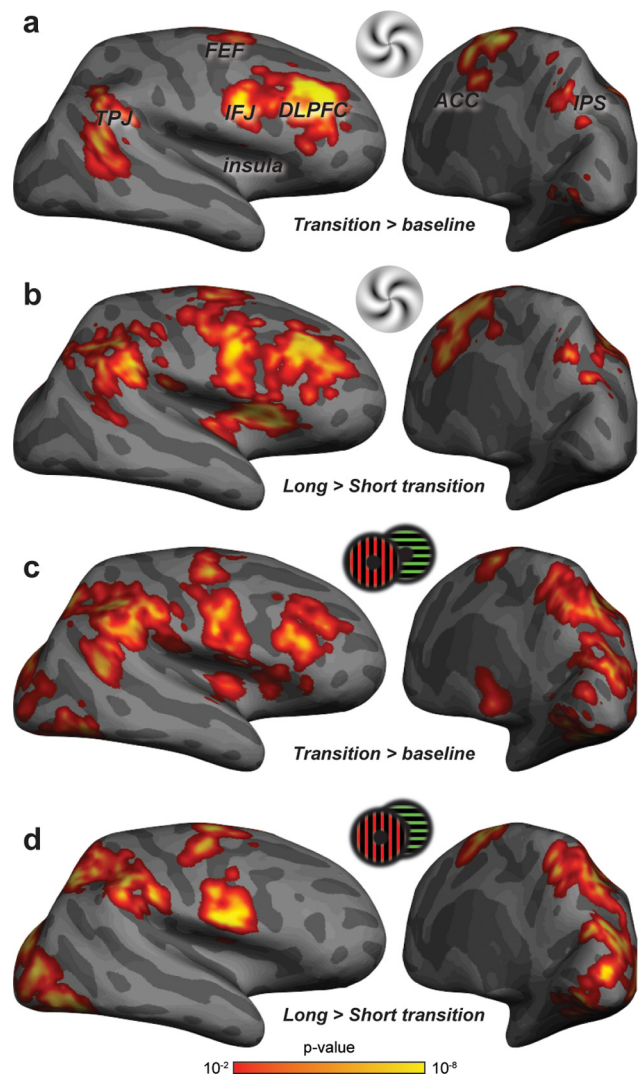 a
FEF
TPJ
IFJ
DLPFC
insula
ACC
IPS
Transition > baseline
b
Long > Short transition
c
Transition > baseline
d
Long > Short transition
p-value
10⁻²
10⁻⁸